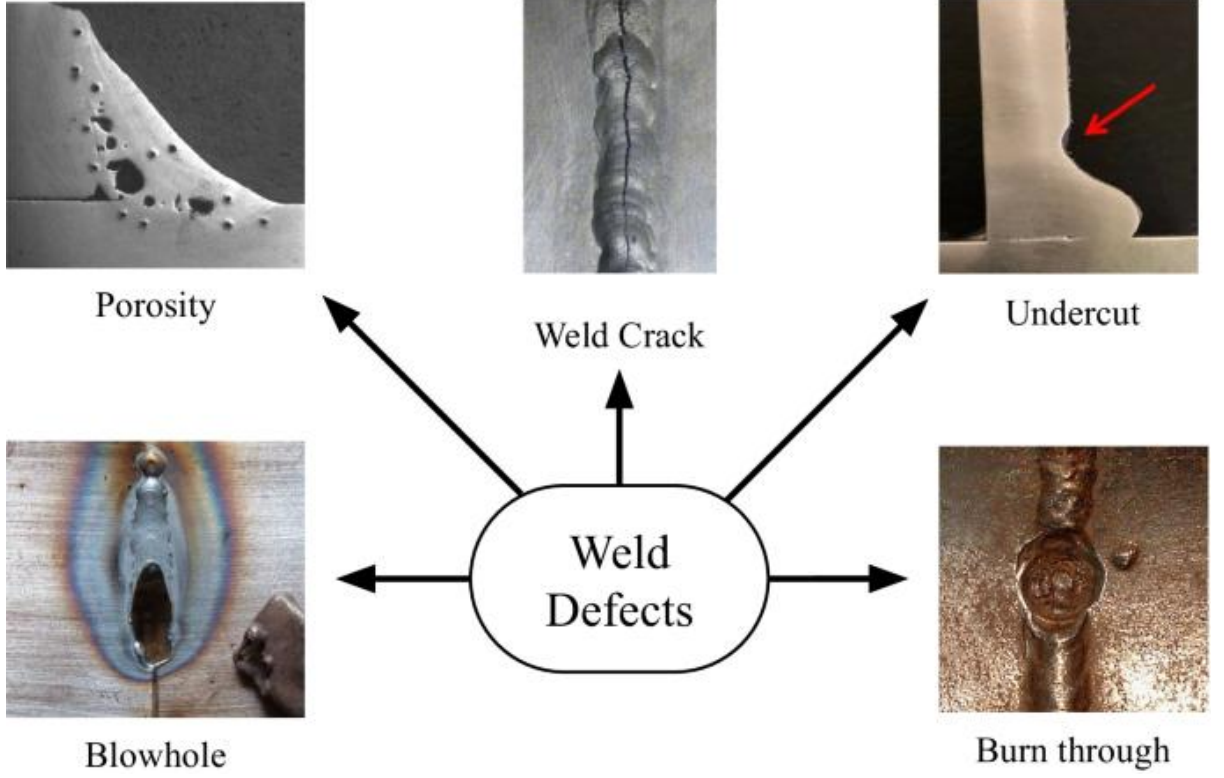 Porosity
Weld Crack
Undercut
Weld
Defects
Blowhole
Burn through